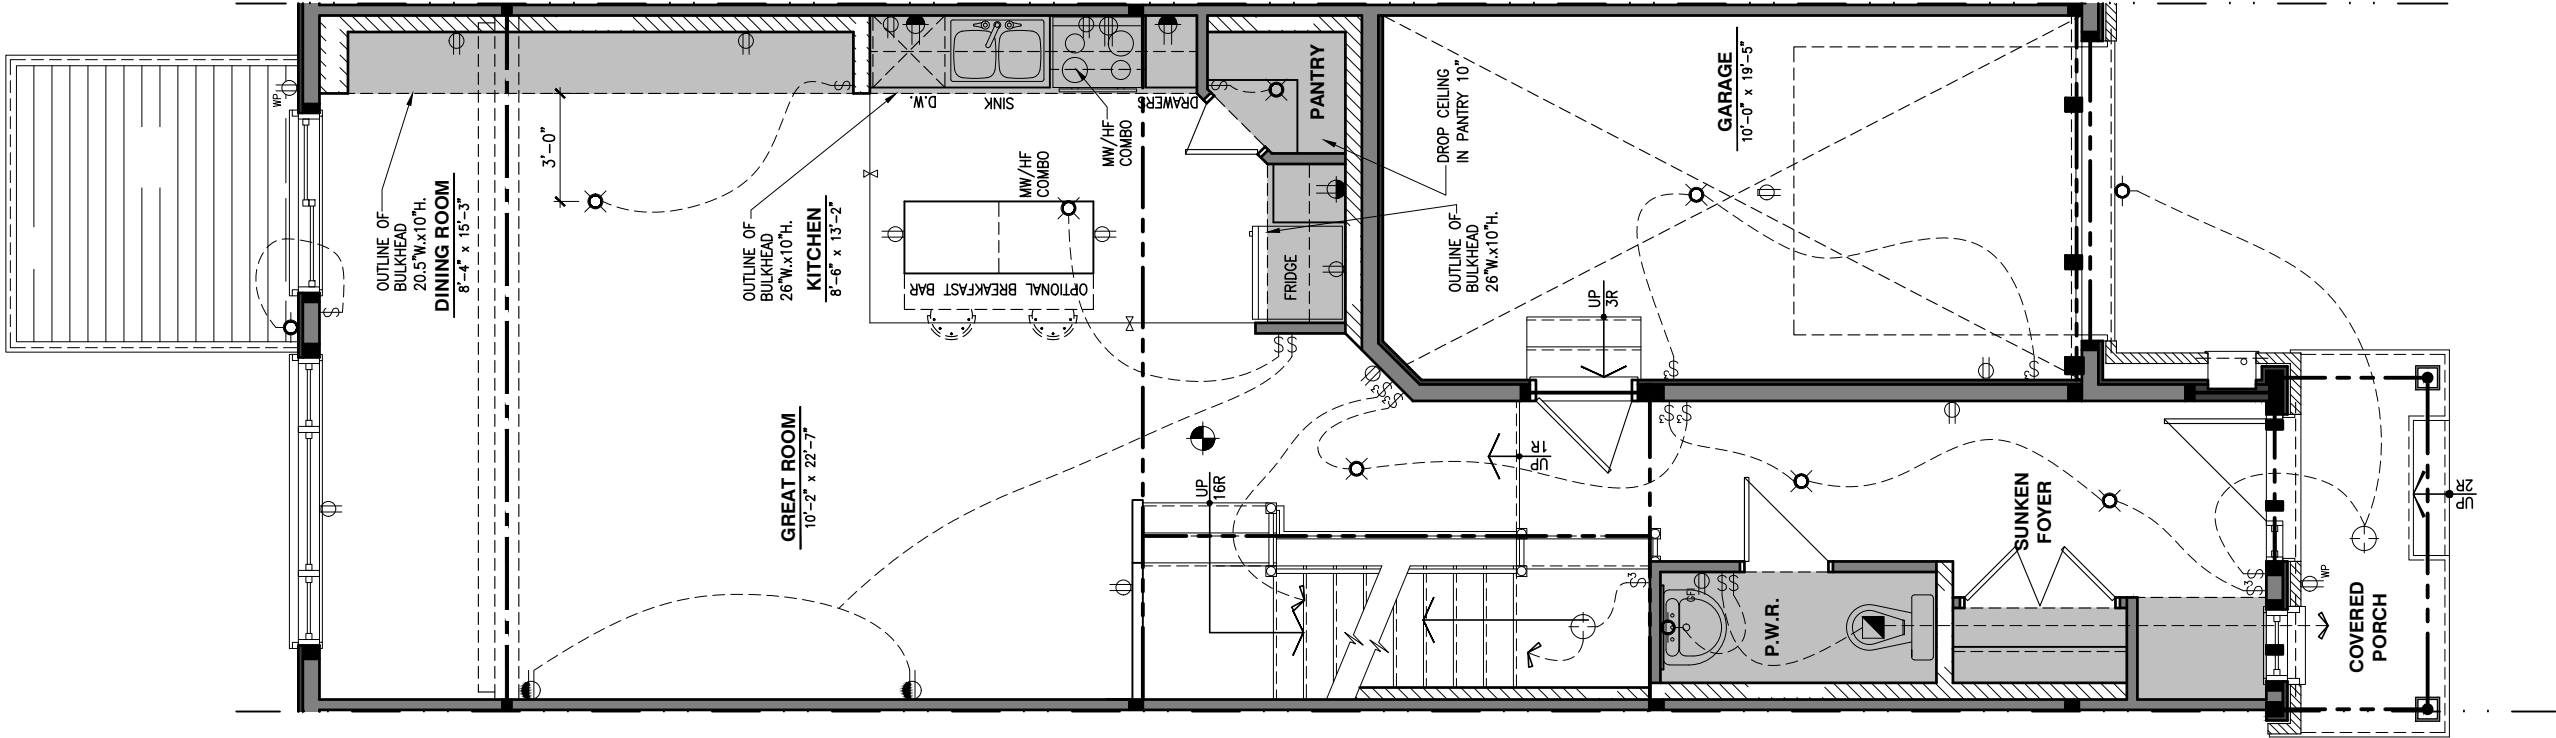 WP
OUTLINE OF
BULKHEAD
20.5"W.x10"H.
DINING ROOM
8'-4" x 15'-3"
3'-0"
OUTLINE OF
BULKHEAD
26"W.x10"H.
KITCHEN
8'-6" x 13'-2"
D.W.
SINK
DRAWERS
MW/HF
COMBO
MW/HF
COMBO
OPTIONAL BREAKFAST BAR
PANTRY
FRIDGE
DROP CEILING
IN PANTRY 10"
OUTLINE OF
BULKHEAD
26"W.x10"H.
GARAGE
10'-0" x 19'-5"
UP
3R
GREAT ROOM
10'-2" x 22'-7"
UP
16R
UP
1R
P.W.R.
GFI
SUNKEN
FOYER
WP
COVERED
PORCH
UP
2R